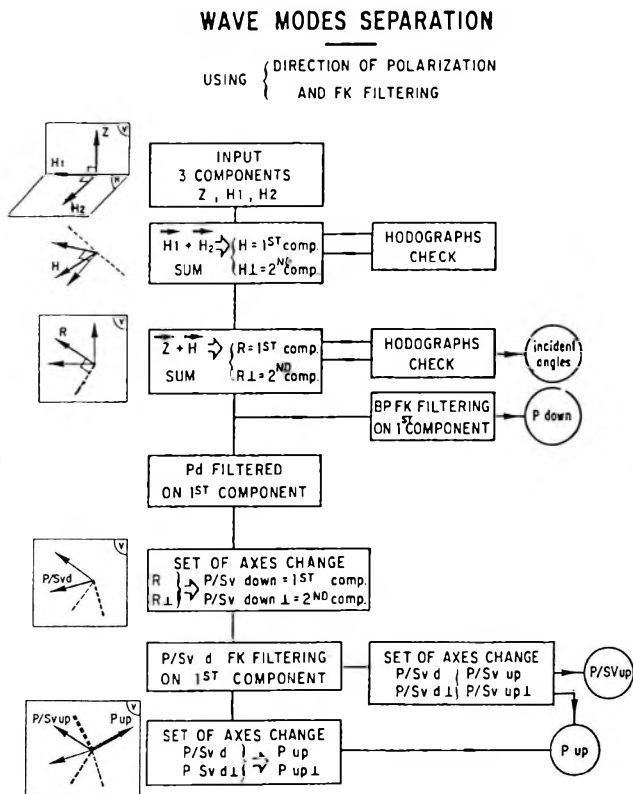 WAVE MODES SEPARATION
USING { DIRECTION OF POLARIZATION
AND FK FILTERING
V
Z
H1
H
H2
INPUT
3 COMPONENTS
Z , H1 , H2
H
H1 + H2 ⇨ { H = 1ST comp.
SUM H⊥ = 2ND comp.
HODOGRAPHS
CHECK
V
R
Z + H ⇨ { R = 1ST comp.
SUM R⊥ = 2ND comp.
HODOGRAPHS
CHECK
incident
angles
BP FK FILTERING
ON 1ST COMPONENT
P down
Pd FILTERED
ON 1ST COMPONENT
V
P/Svd
SET OF AXES CHANGE
R } ⇨ P/Sv down = 1ST comp.
R⊥ P/Sv down ⊥ = 2ND comp.
P/Sv d FK FILTERING
ON 1ST COMPONENT
SET OF AXES CHANGE
P/Sv d { P/Sv up
P/Sv d⊥ { P/Sv up⊥
P/SVup
V
P/Svup
Pup
SET OF AXES CHANGE
P/Sv d } ⇨ P up
P Sv d⊥ P up⊥
P up